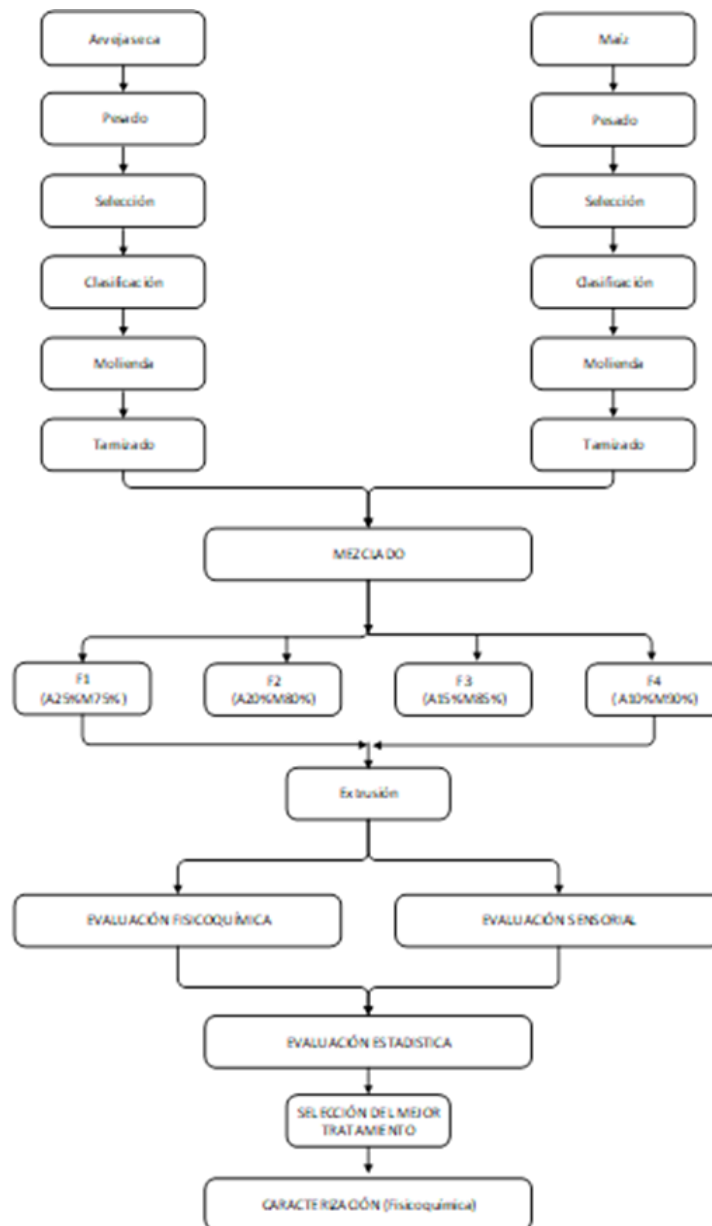 Arvejaseca
Maíz
Pesado
Pesado
Selección
Selección
Clasificación
Clasificación
Molienda
Molienda
Tamizado
Tamizado
MEZCLADO
F1
(A25%M75%)
F2
(A20%M80%)
F3
(A15%M85%)
F4
( A10%M90%)
Extrusión
EVALUACIÓN FISICOQUÍMICA
EVALUACIÓN SENSORIAL
EVALUACIÓN ESTADISTICA
SELECCIÓN DEL MEJOR
TRATAMIENTO
CARACTERIZACIÓN (Fisicoquímica)